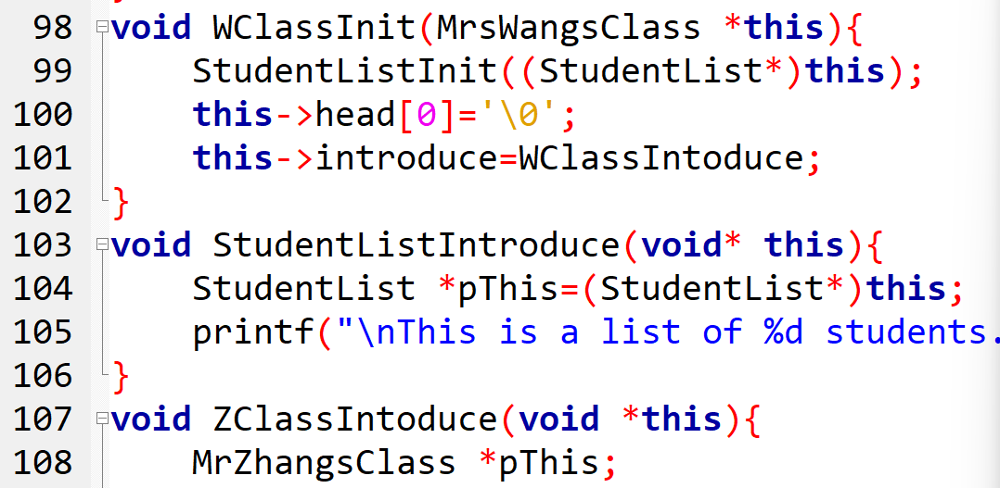 98 void WClassInit(MrsWangsClass *this){
99 StudentListInit((StudentList*)this);
100 this->head[0]='\0';
101 this->introduce=WClassIntoduce;
102 }
103 void StudentListIntroduce(void* this){
104 StudentList *pThis=(StudentList*)this;
105 printf("\nThis is a list of %d students.
106 }
107 void ZClassIntoduce(void *this){
108 MrZhangsClass *pThis;